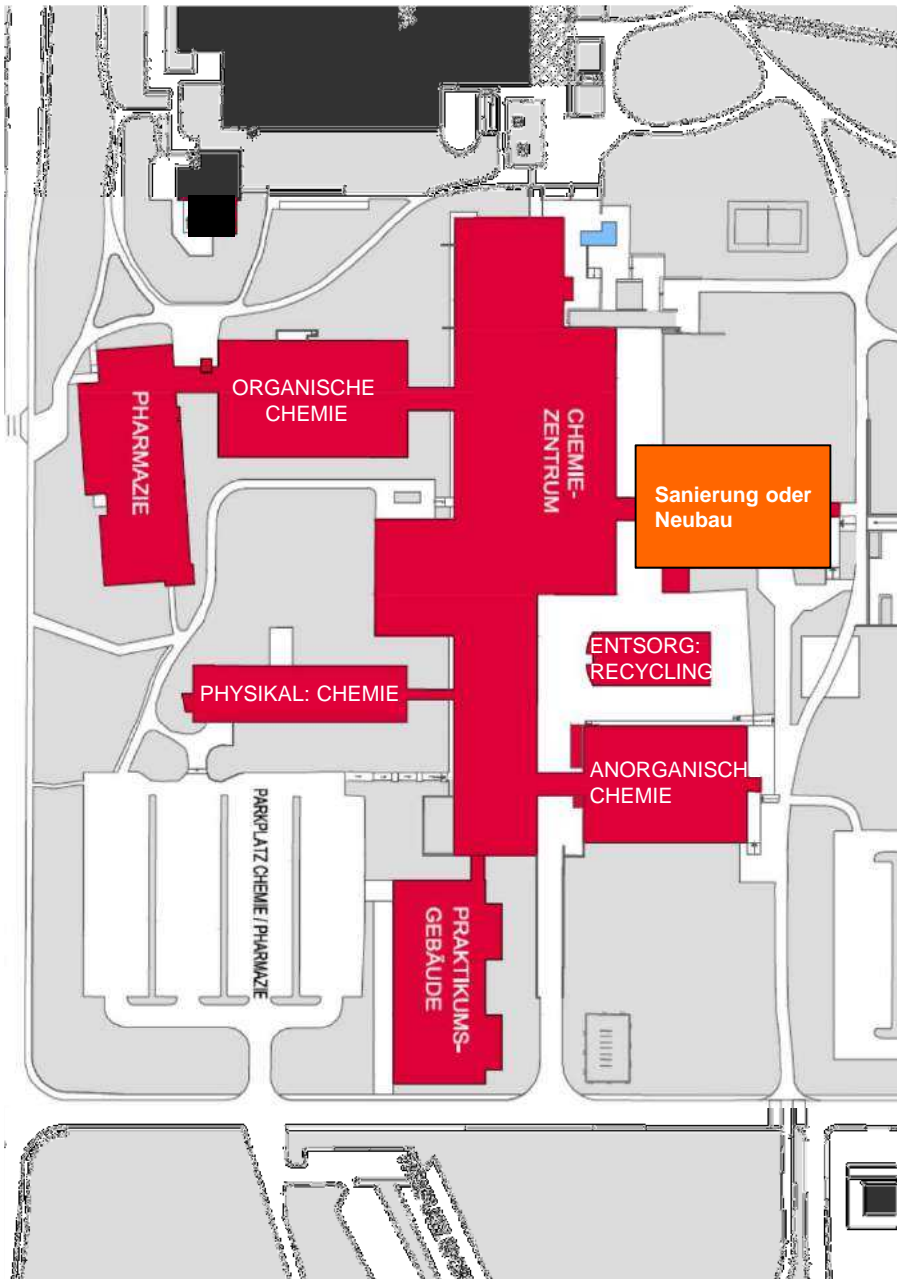 ORGANISCHE
CHEMIE
PHARMAZIE
CHEMIE-
ZENTRUM
Sanierung oder
Neubau
ENTSORG:
RECYCLING
PHYSIKAL: CHEMIE
ANORGANISCH
CHEMIE
PARKPLATZ CHEMIE / PHARMAZIE
PRAKTIKUMS-
GEBÄUDE